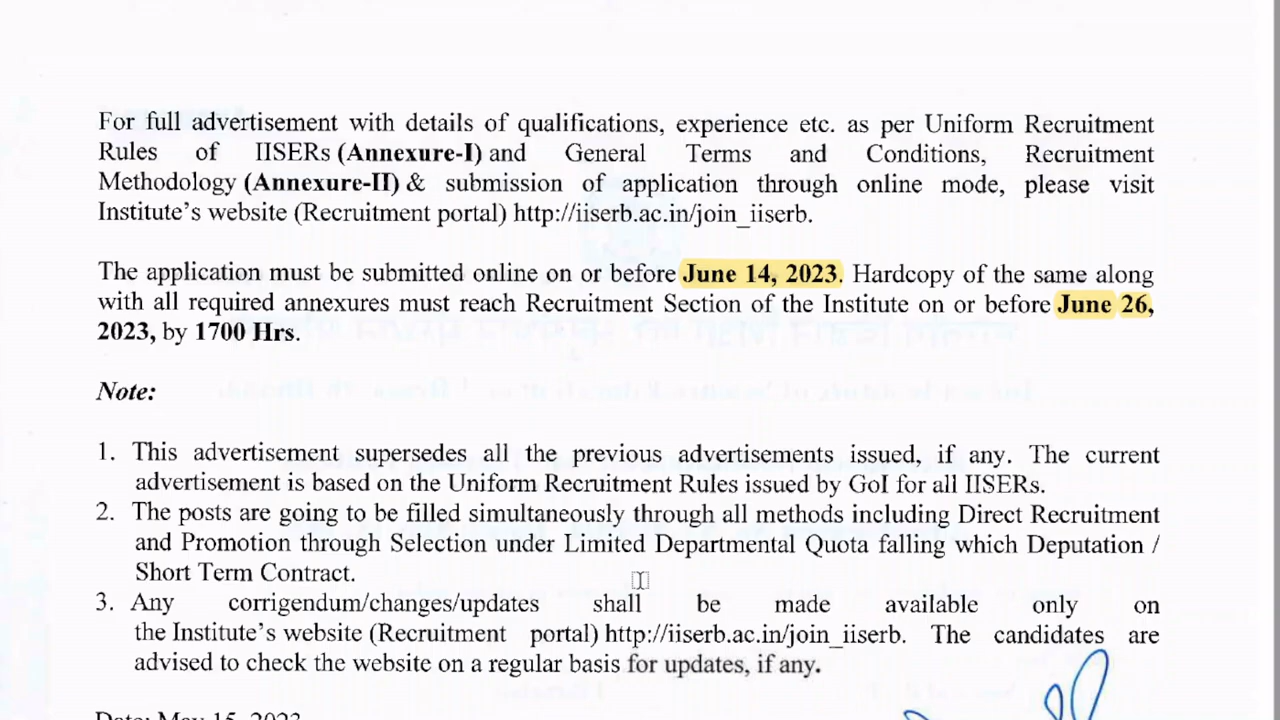 For full advertisement with details of qualifications, experience etc. as per Uniform Recruitment
Rules of IISERs (Annexure-I) and General Terms and Conditions, Recruitment
Methodology (Annexure-II) & submission of application through online mode, please visit
Institute's website (Recruitment portal) http://iiserb.ac.in/join_iiserb.
The application must be submitted online on or before June 14, 2023. Hardcopy of the same along
with all required annexures must reach Recruitment Section of the Institute on or before June 26,
2023, by 1700 Hrs.
Note:
1. This advertisement supersedes all the previous advertisements issued, if any. The current
advertisement is based on the Uniform Recruitment Rules issued by GoI for all IISERs.
2. The posts are going to be filled simultaneously through all methods including Direct Recruitment
and Promotion through Selection under Limited Departmental Quota falling which Deputation /
Short Term Contract.
3. Any corrigendum/changes/updates shall be made available only on
the Institute's website (Recruitment portal) http://iiserb.ac.in/join_iiserb. The candidates are
advised to check the website on a regular basis for updates, if any.
Date: May 15, 2023